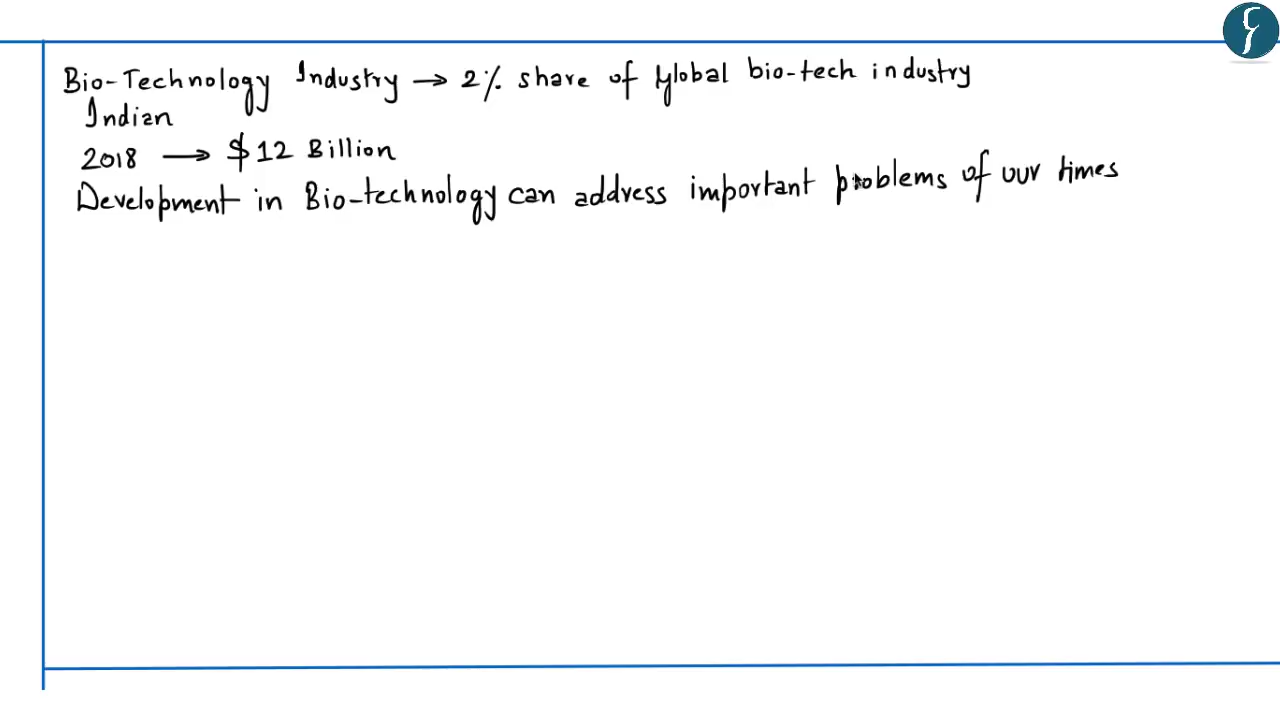 Bio-Technology Industry → 2% share of global bio-tech industry
Indian
2018 → $12 Billion
Development in Bio-technology can address important problems of our times